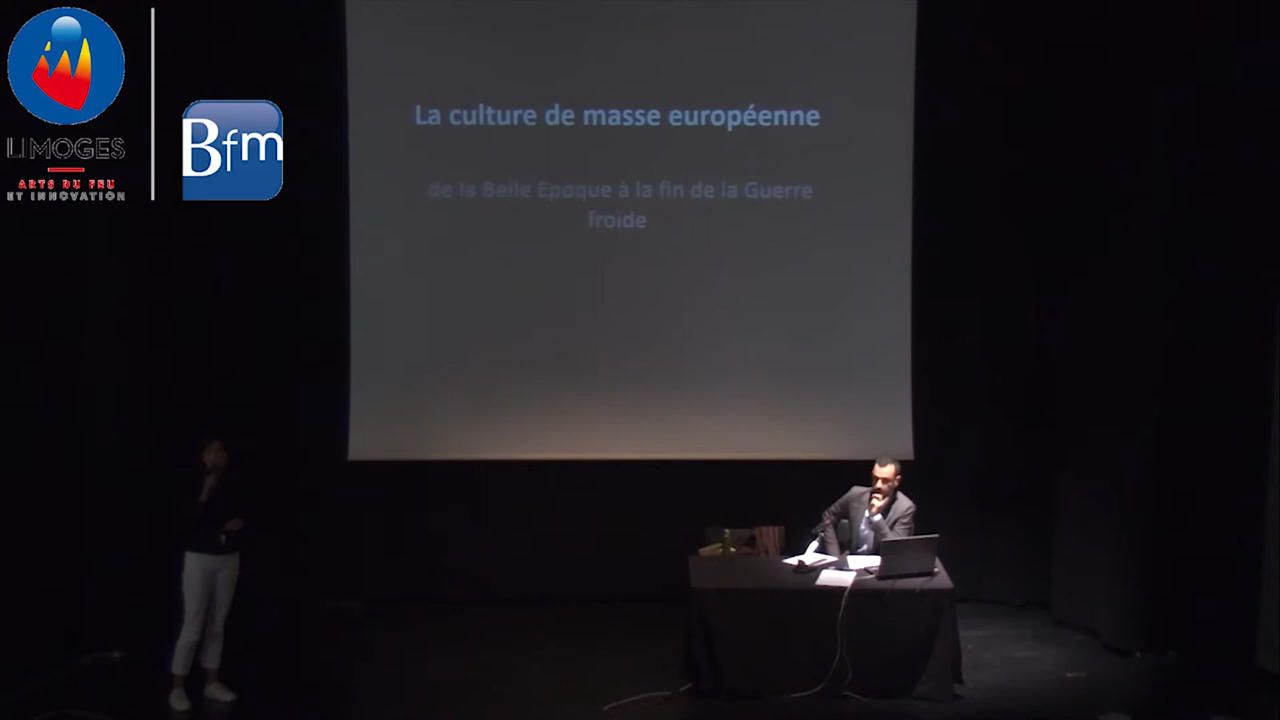 LIMOGES
ARTS DU FEU
ET INNOVATION
Bfm
La culture de masse européenne
de la Belle Epoque à la fin de la Guerre
froide